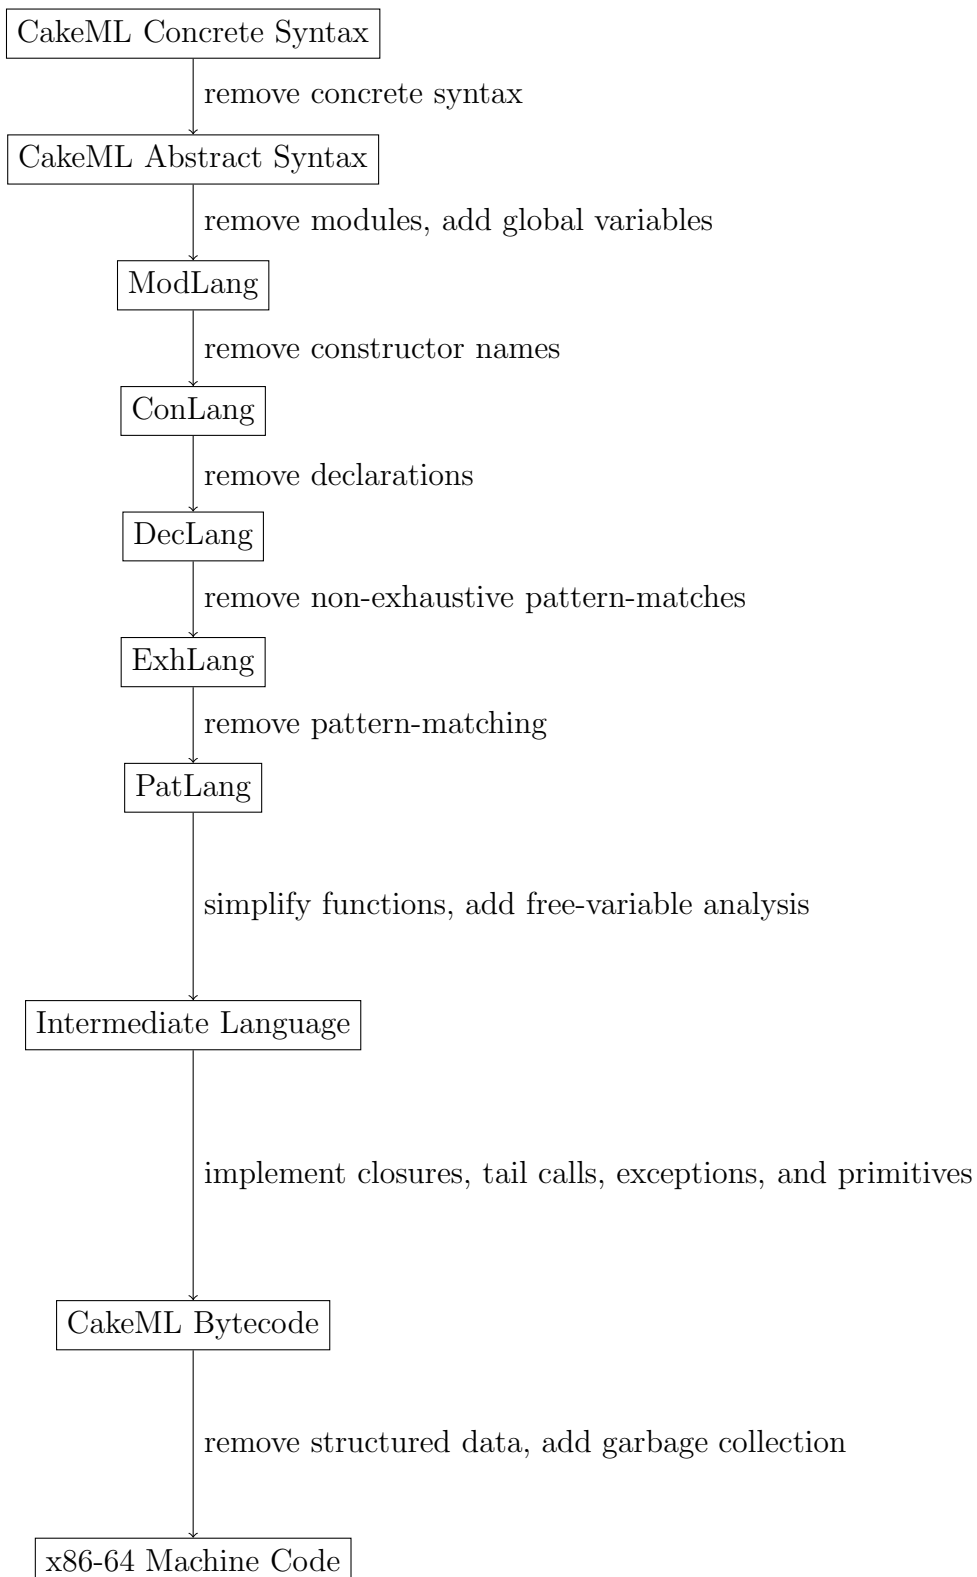 CakeML Concrete Syntax
remove concrete syntax
CakeML Abstract Syntax
remove modules, add global variables
ModLang
remove constructor names
ConLang
remove declarations
DecLang
remove non-exhaustive pattern-matches
ExhLang
remove pattern-matching
PatLang
simplify functions, add free-variable analysis
Intermediate Language
implement closures, tail calls, exceptions, and primitives
CakeML Bytecode
remove structured data, add garbage collection
x86-64 Machine Code